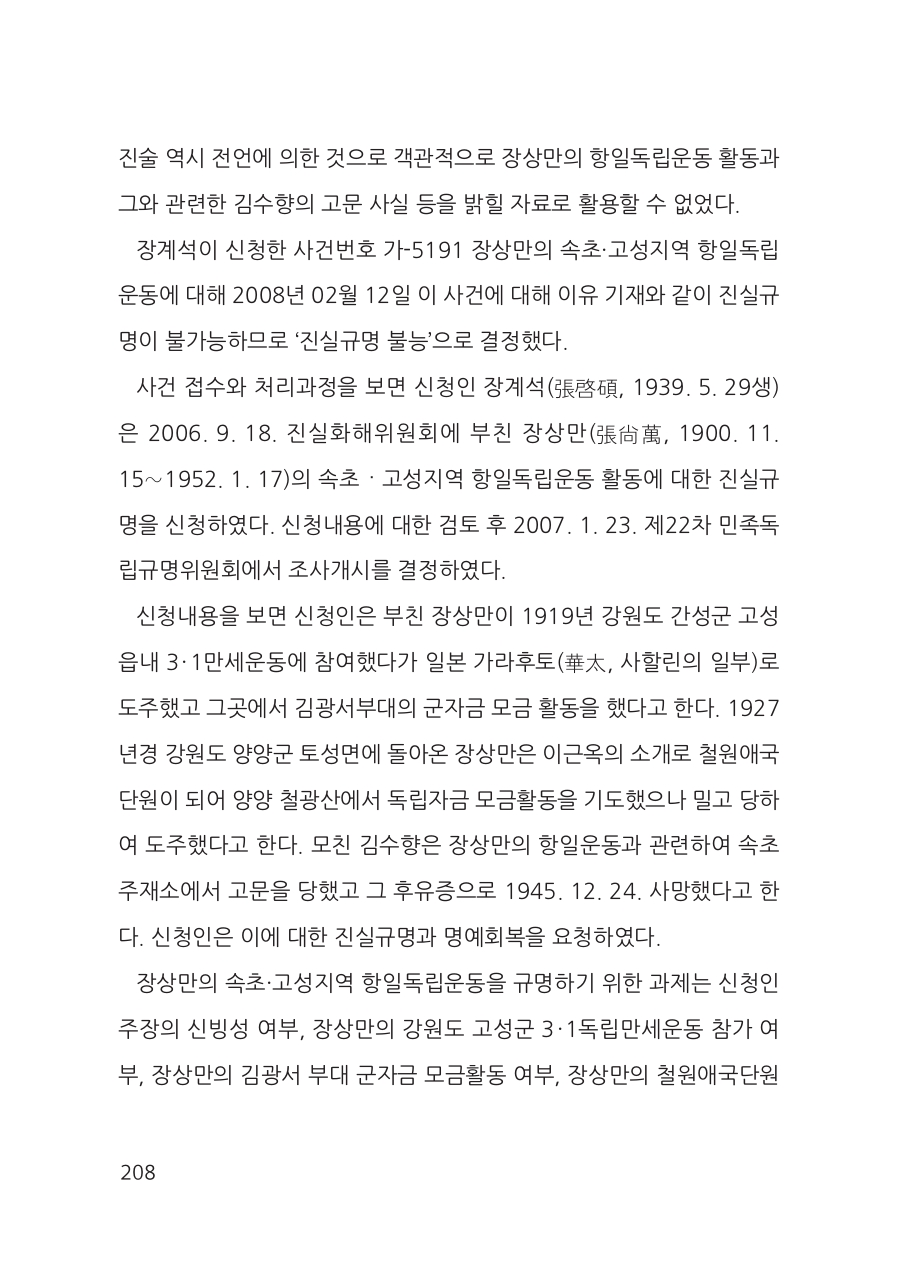 진술 역시 전언에 의한 것으로 객관적으로 장상만의 항일독립운동 활동과
그와 관련한 김수향의 고문 사실 등을 밝힐 자료로 활용할 수 없었다.
장계석이 신청한 사건번호 가-5191 장상만의 속초·고성지역 항일독립
운동에 대해 2008년 02월 12일 이 사건에 대해 이유 기재와 같이 진실규
명이 불가능하므로 ‘진실규명 불능’으로 결정했다.
사건 접수와 처리과정을 보면 신청인 장계석(張啓碩, 1939. 5. 29생)
은 2006. 9. 18. 진실화해위원회에 부친 장상만(張尙萬, 1900. 11.
15～1952. 1. 17)의 속초 · 고성지역 항일독립운동 활동에 대한 진실규
명을 신청하였다. 신청내용에 대한 검토 후 2007. 1. 23. 제22차 민족독
립규명위원회에서 조사개시를 결정하였다.
신청내용을 보면 신청인은 부친 장상만이 1919년 강원도 간성군 고성
읍내 3·1만세운동에 참여했다가 일본 가라후토(華太, 사할린의 일부)로
도주했고 그곳에서 김광서부대의 군자금 모금 활동을 했다고 한다. 1927
년경 강원도 양양군 토성면에 돌아온 장상만은 이근옥의 소개로 철원애국
단원이 되어 양양 철광산에서 독립자금 모금활동을 기도했으나 밀고 당하
여 도주했다고 한다. 모친 김수향은 장상만의 항일운동과 관련하여 속초
주재소에서 고문을 당했고 그 후유증으로 1945. 12. 24. 사망했다고 한
다. 신청인은 이에 대한 진실규명과 명예회복을 요청하였다.
장상만의 속초·고성지역 항일독립운동을 규명하기 위한 과제는 신청인
주장의 신빙성 여부, 장상만의 강원도 고성군 3·1독립만세운동 참가 여
부, 장상만의 김광서 부대 군자금 모금활동 여부, 장상만의 철원애국단원
208